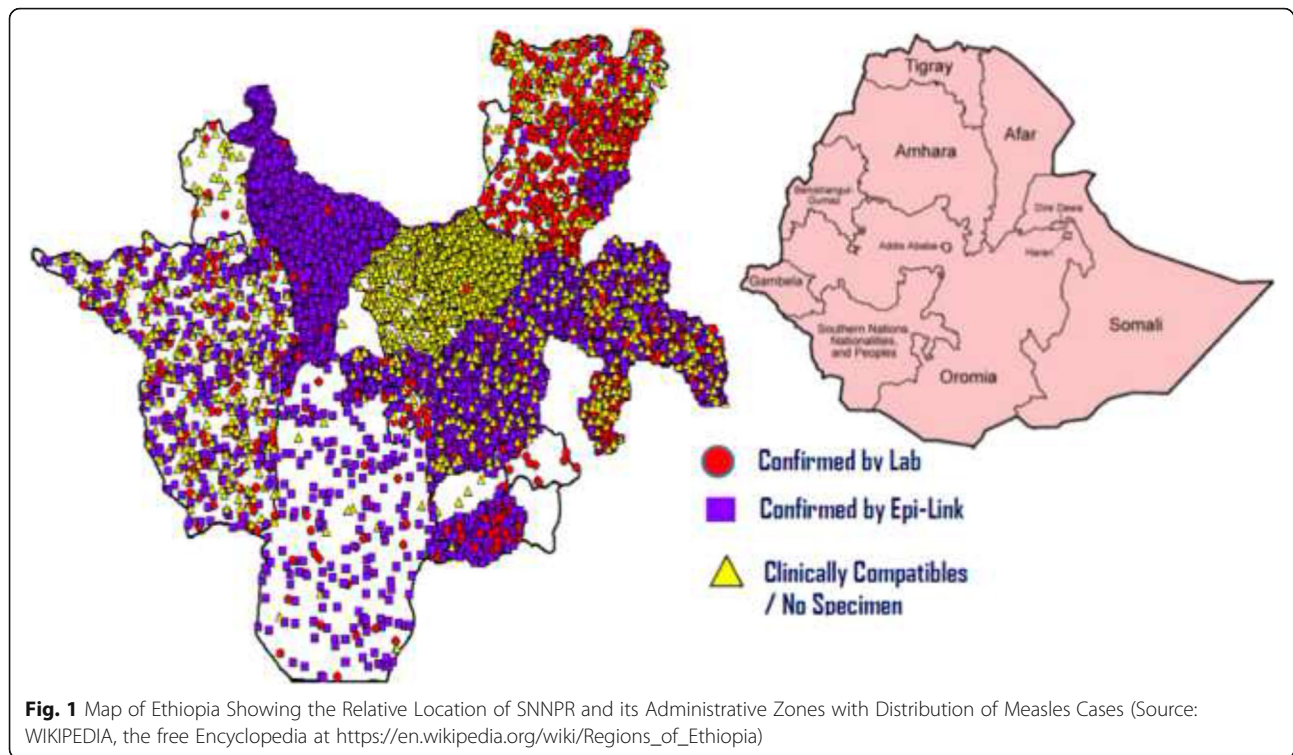 Tigray
Afar
Amhara
Benishangul-
Gumuz
Dire Dawa
Addis Ababa
Harari
Gambela
Somali
Southern Nations,
Nationalities,
and Peoples
Oromia
Confirmed by Lab
Confirmed by Epi-Link
Clinically Compatibles
/ No Specimen
Fig. 1 Map of Ethiopia Showing the Relative Location of SNNPR and its Administrative Zones with Distribution of Measles Cases (Source:
WIKIPEDIA, the free Encyclopedia at https://en.wikipedia.org/wiki/Regions_of_Ethiopia)